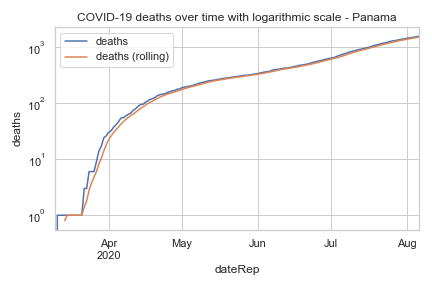 COVID-19 deaths over time with logarithmic scale - Panama
deaths
deaths (rolling)
deaths
10³
10²
10¹
10⁰
Apr
2020
May
Jun
Jul
Aug
dateRep